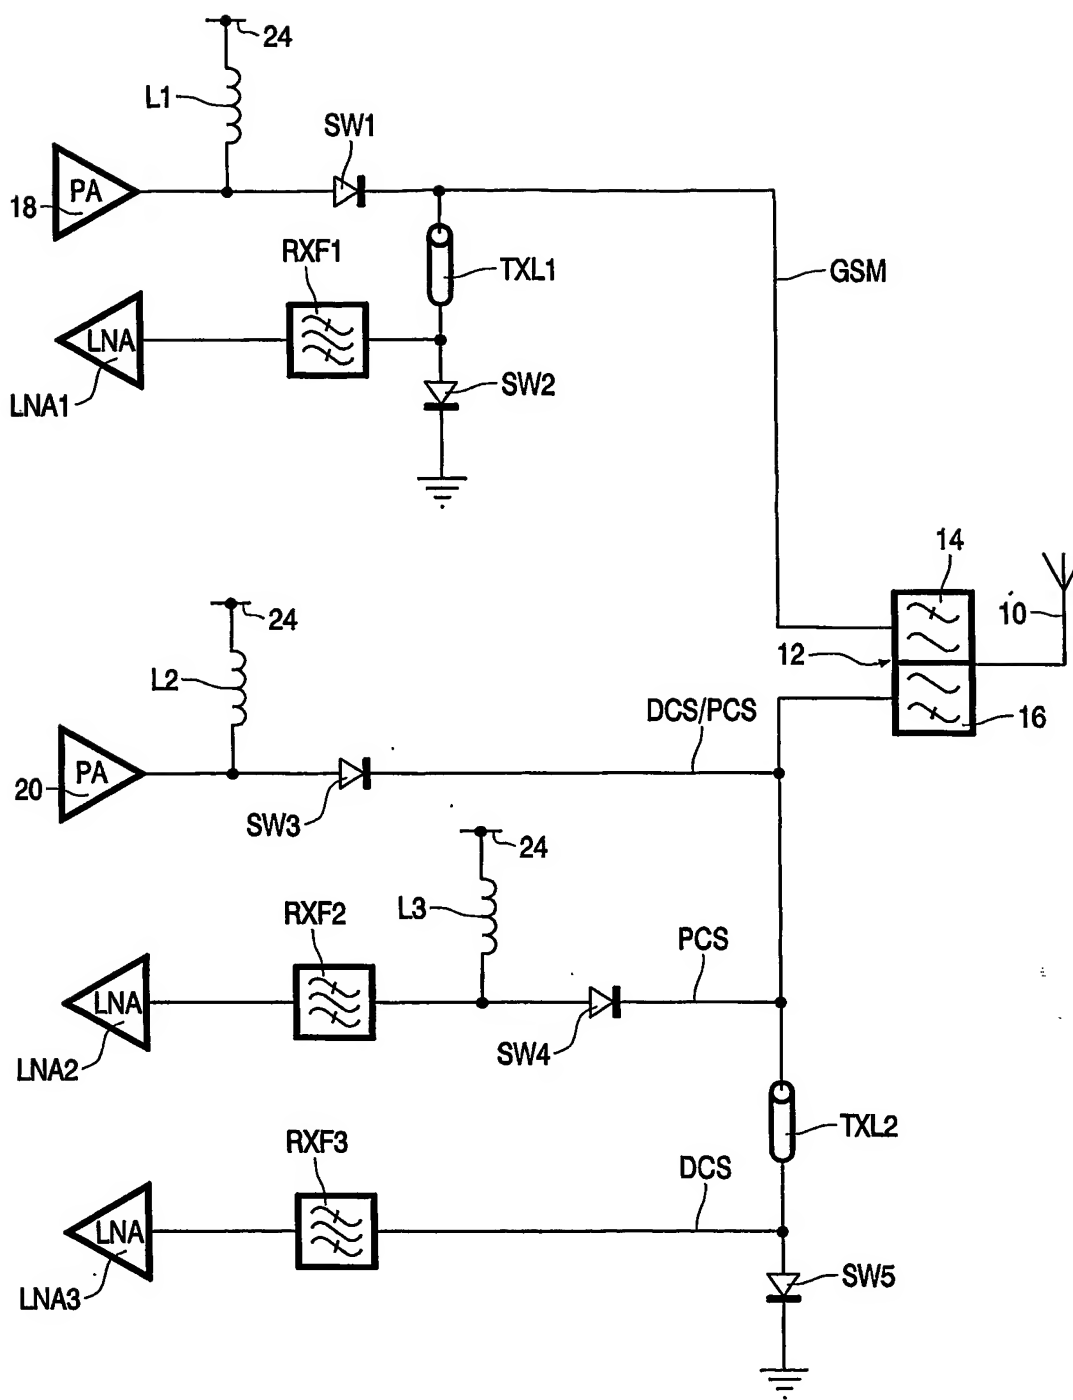 24
L1
SW1
PA
18
RXF1
TXL1
GSM
LNA
SW2
LNA1
14
24
10
12
L2
DCS/PCS
16
PA
20
SW3
24
L3
RXF2
PCS
LNA
SW4
LNA2
TXL2
RXF3
DCS
LNA
SW5
LNA3